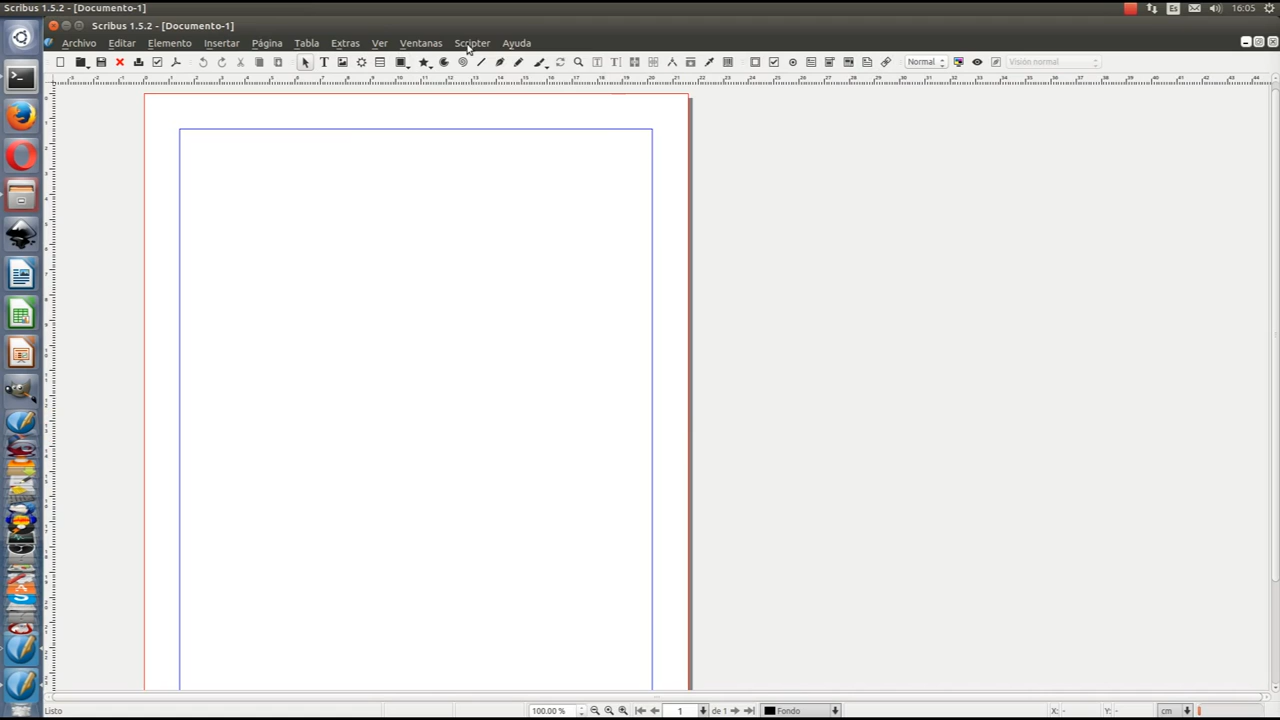 Scribus 1.5.2 - [Documento-1]
Es
16:05
Scribus 1.5.2 - [Documento-1]
Archivo Editar Elemento Insertar Página Tabla Extras Ver Ventanas Scripter Ayuda
Normal
Visión normal
Listo
100.00 %
1
de 1
Fondo
X: -
Y: -
cm